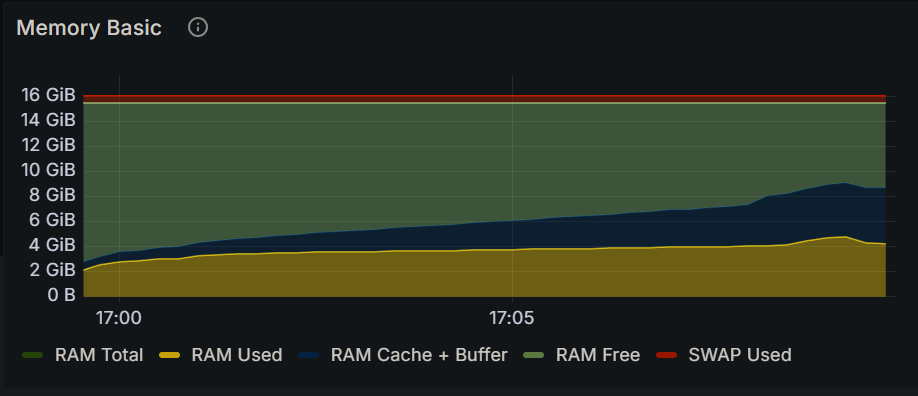 Memory Basic
16 GiB
14 GiB
12 GiB
10 GiB
8 GiB
6 GiB
4 GiB
2 GiB
0 B
17:00 17:05
RAM Total RAM Used RAM Cache + Buffer RAM Free SWAP Used